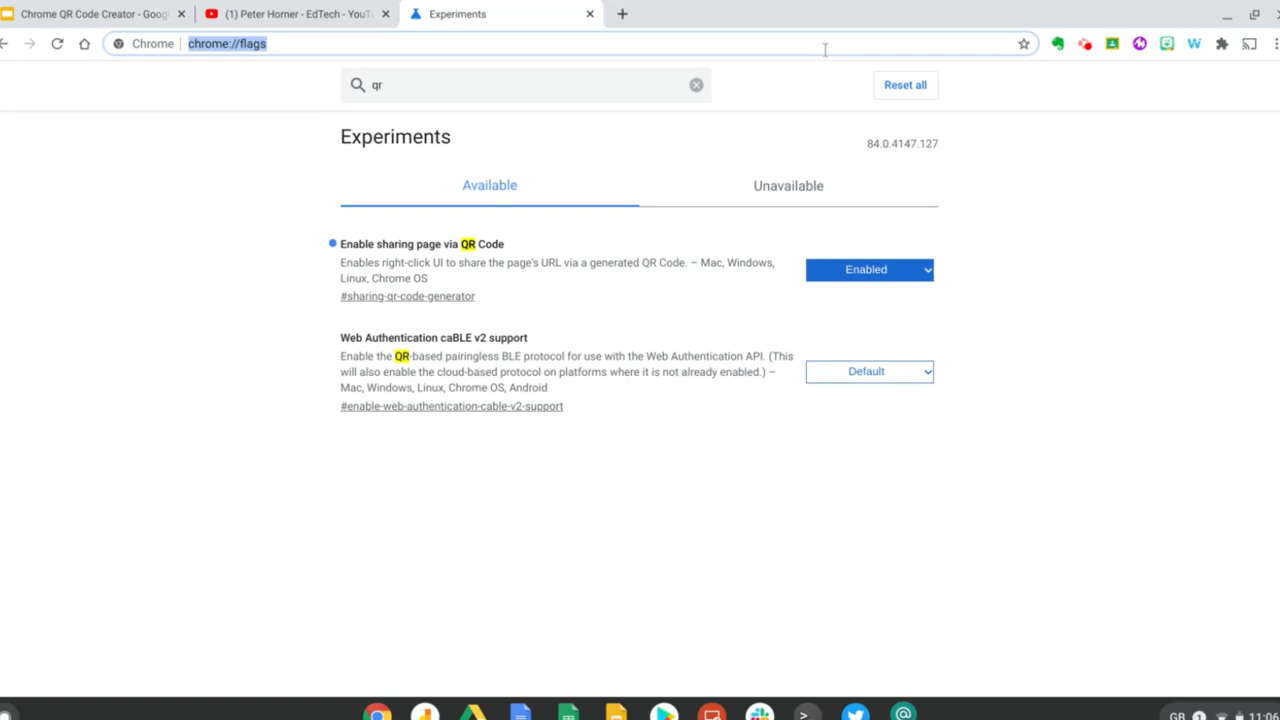 Chrome QR Code Creator - Goog
(1) Peter Horner - EdTech - YouT
Experiments
Chrome
chrome://flags
qr
Reset all
Experiments
84.0.4147.127
Available
Unavailable
Enable sharing page via QR Code
Enables right-click UI to share the page's URL via a generated QR Code. – Mac, Windows,
Linux, Chrome OS
#sharing-qr-code-generator
Enabled
Web Authentication caBLE v2 support
Enable the QR-based pairingless BLE protocol for use with the Web Authentication API. (This
will also enable the cloud-based protocol on platforms where it is not already enabled.) –
Mac, Windows, Linux, Chrome OS, Android
#enable-web-authentication-cable-v2-support
Default
GB
1
11:06